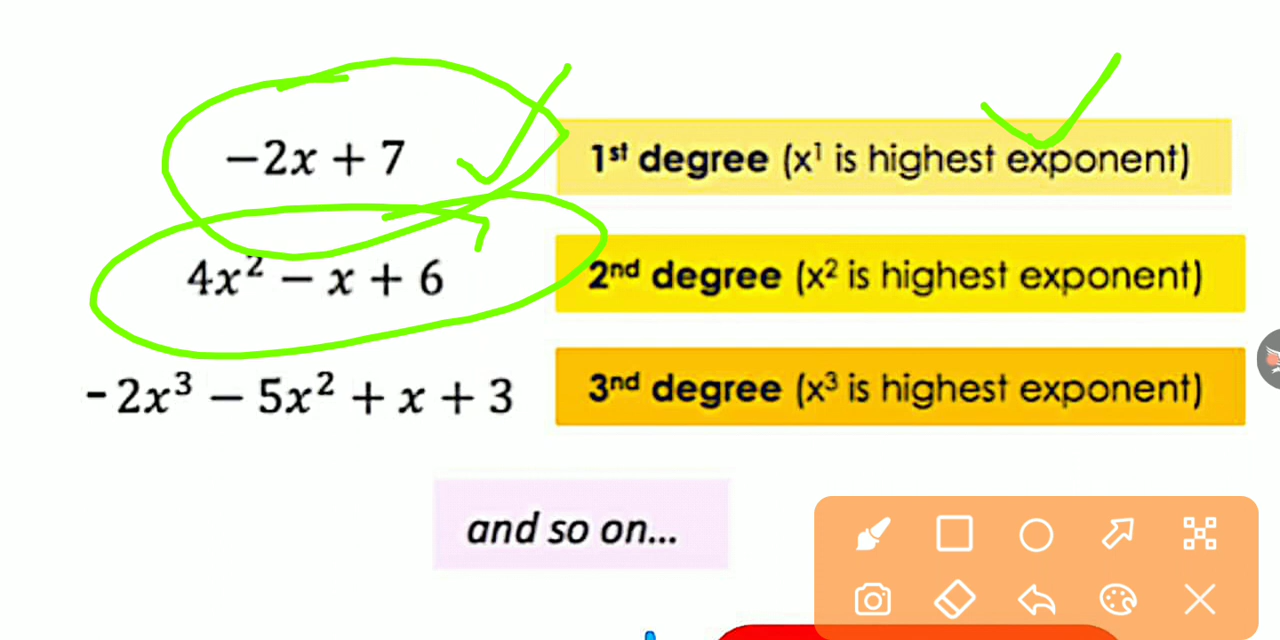 −2x + 7
1ˢᵗ degree (x¹ is highest exponent)
4x² − x + 6
2ⁿᵈ degree (x² is highest exponent)
-2x³ − 5x² + x + 3
3ⁿᵈ degree (x³ is highest exponent)
and so on...